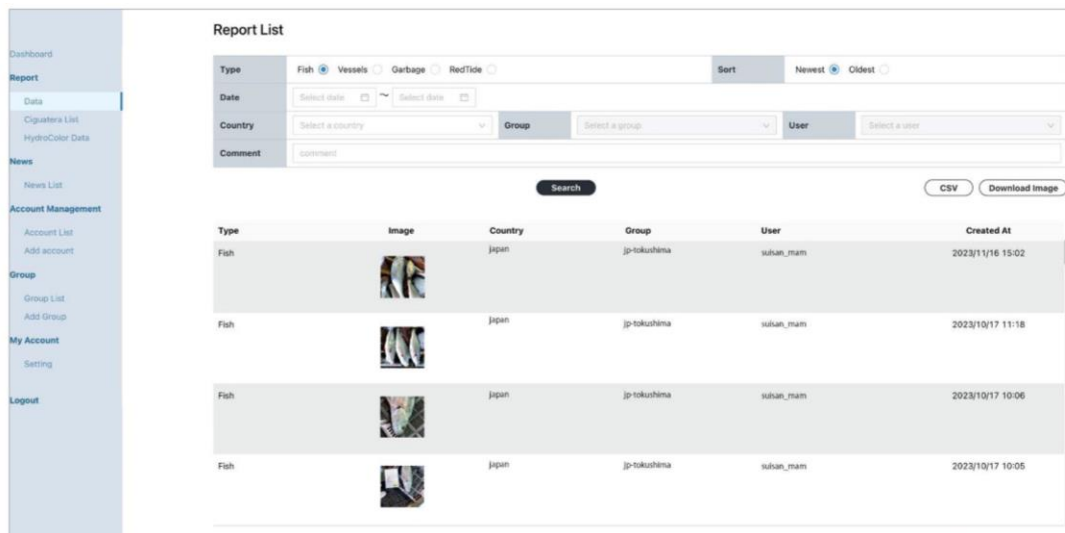 Report List
Dashboard
Report
Data
Ciguatera List
HydroColor Data
News
News List
Account Management
Account List
Add account
Group
Group List
Add Group
My Account
Setting
Logout
Type Fish Vessels Garbage RedTide Sort Newest Oldest
Date Select date ~ Select date
Country Select a country Group Select a group User Select a user
Comment comment
Search CSV Download Image
Type Image Country Group User Created At
Fish japan jp-tokushima suisan_mam 2023/11/16 15:02
Fish japan jp-tokushima suisan_mam 2023/10/17 11:18
Fish japan jp-tokushima suisan_mam 2023/10/17 10:06
Fish japan jp-tokushima suisan_mam 2023/10/17 10:05